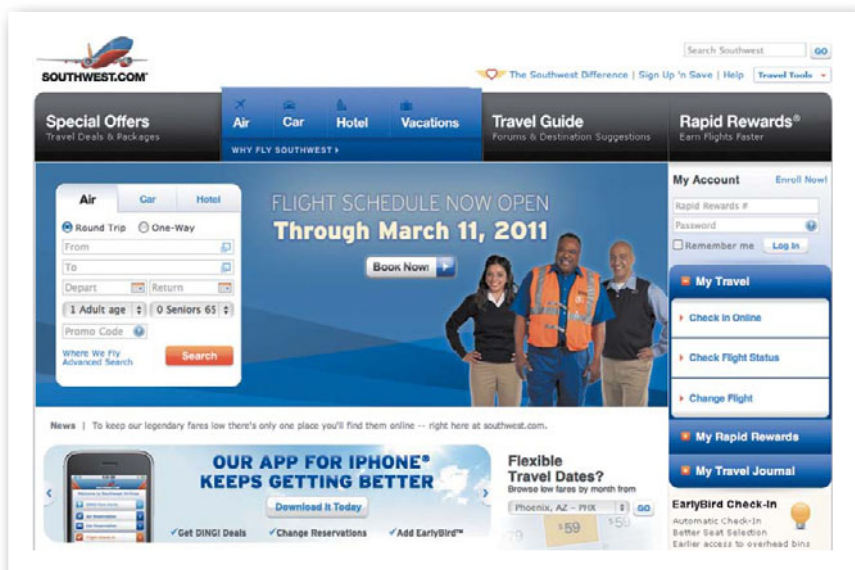 SOUTHWEST.COM®
Search Southwest
GO
The Southwest Difference | Sign Up 'n Save | Help
Travel Tools
Special Offers
Travel Deals & Packages
Air
Car
Hotel
Vacations
WHY FLY SOUTHWEST
Travel Guide
Forums & Destination Suggestions
Rapid Rewards®
Earn Flights Faster
Air
Car
Hotel
Round Trip
One-Way
From
To
Depart
Return
1 Adult age
0 Seniors 65
Promo Code
Where We Fly
Advanced Search
Search
FLIGHT SCHEDULE NOW OPEN
Through March 11, 2011
Book Now!
My Account
Enroll Now!
Rapid Rewards #
Password
Remember me
Log In
My Travel
Check In Online
Check Flight Status
Change Flight
My Rapid Rewards
My Travel Journal
News | To keep our legendary fares low there's only one place you'll find them online -- right here at southwest.com.
OUR APP FOR IPHONE®
KEEPS GETTING BETTER
Download It Today
✓Get DING! Deals
✓Change Reservations
✓Add EarlyBird™
Flexible
Travel Dates?
Browse low fares by month from
Phoenix, AZ - PHX
GO
$59
EarlyBird Check-In
Automatic Check-In
Better Seat Selection
Earlier access to overhead bins